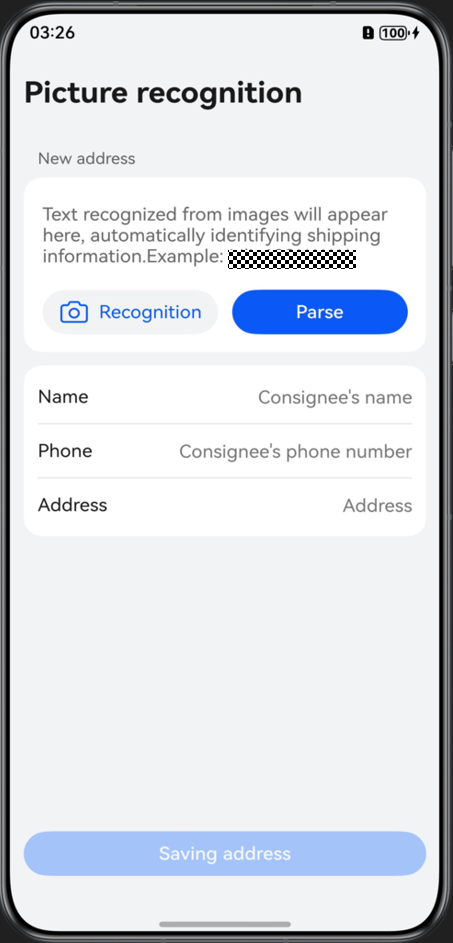 03:26
100
Picture recognition
New address
Text recognized from images will appear
here, automatically identifying shipping
information.Example:
Recognition
Parse
Name
Consignee's name
Phone
Consignee's phone number
Address
Address
Saving address